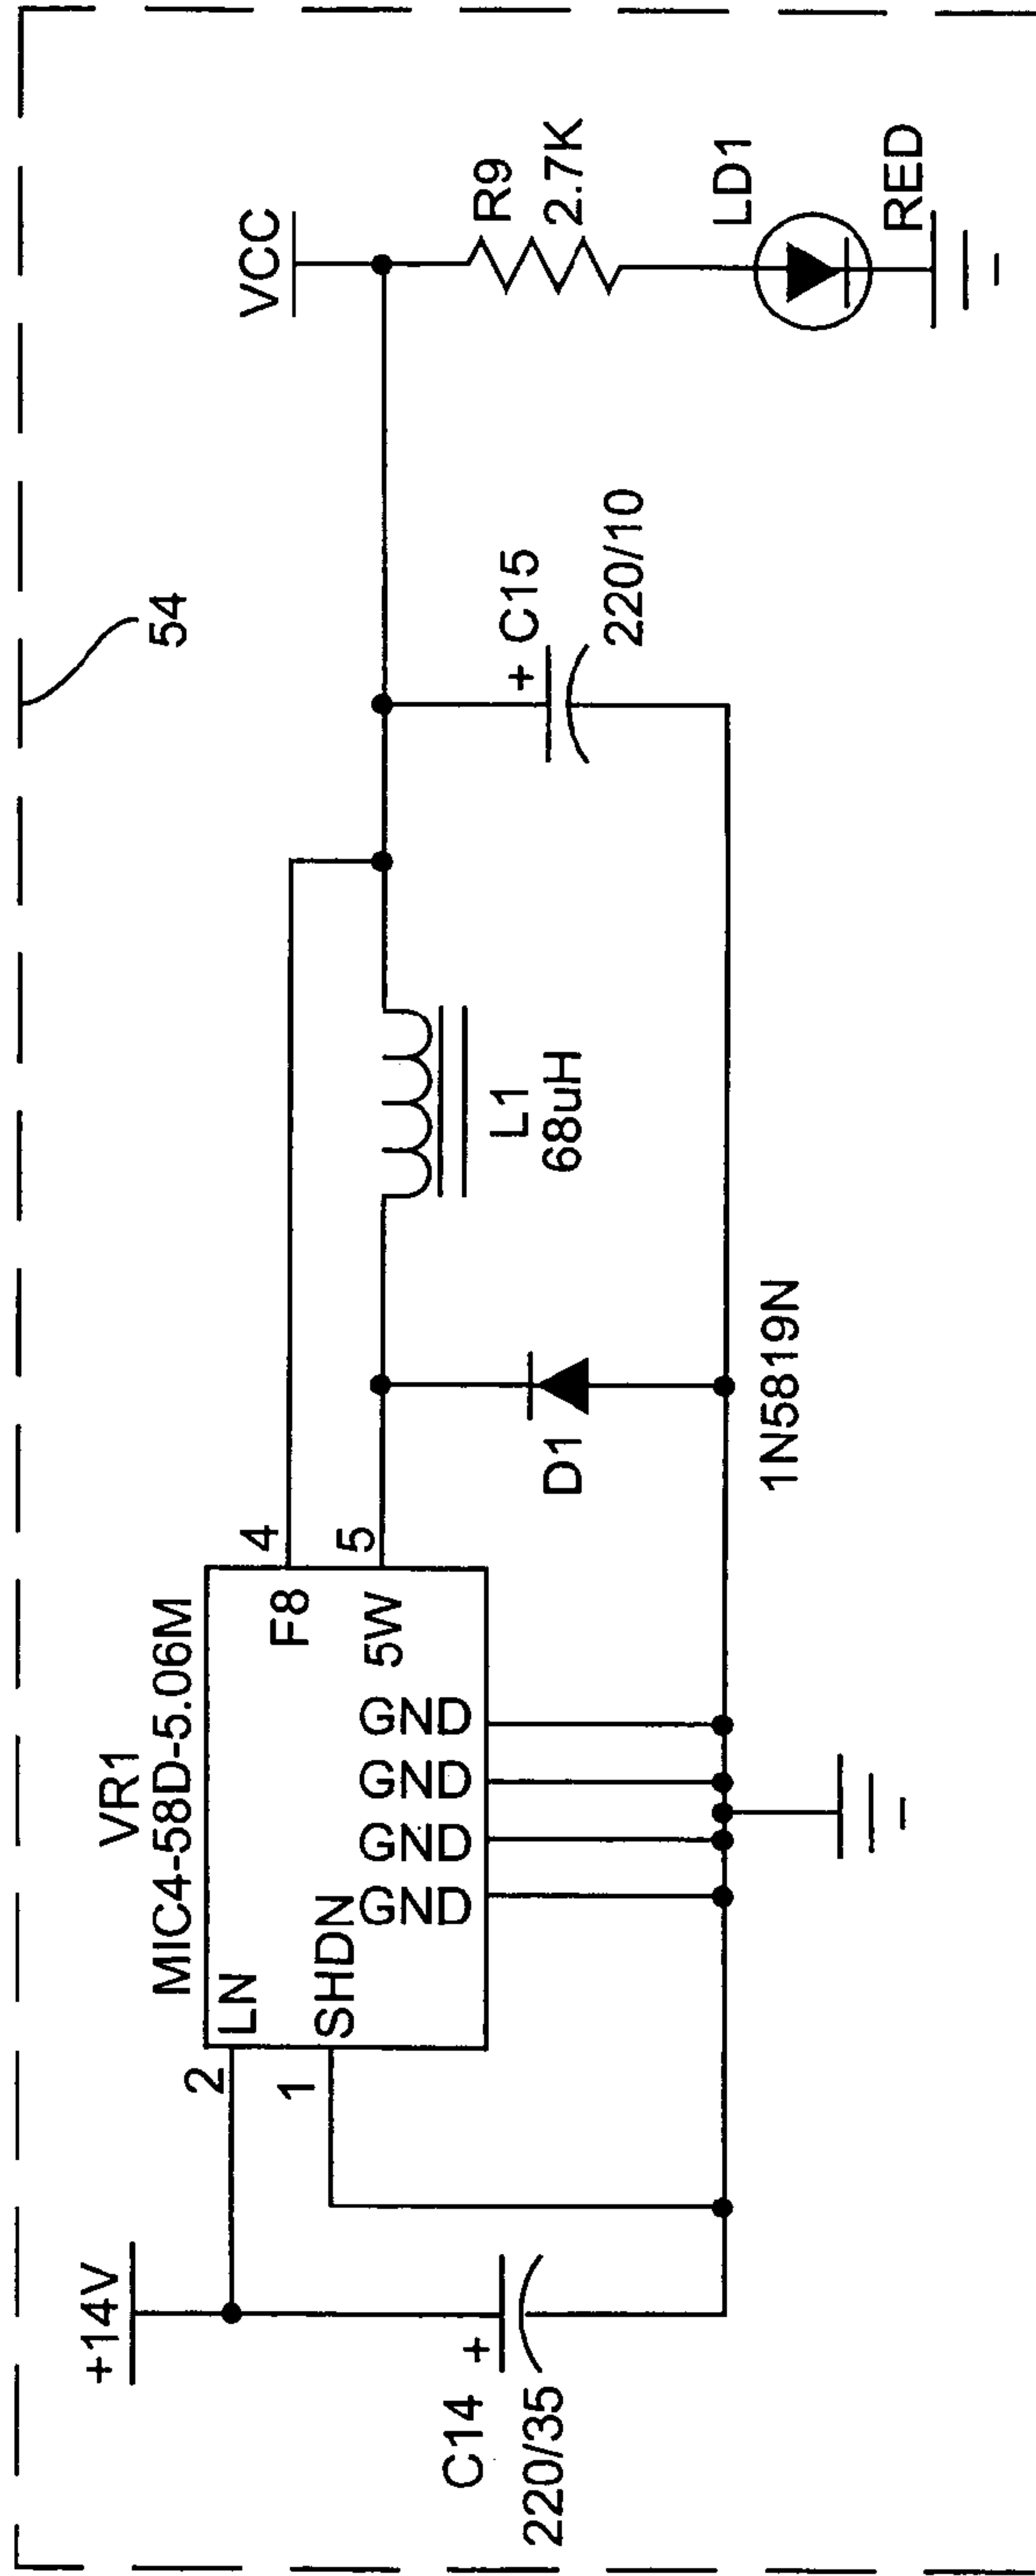 54
+14V
C14
220/35
VR1
MIC4-58D-5.06M
2
LN
1
SHDN
F8
4
5W
5
GND
GND
GND
GND
D1
1N5819N
L1
68uH
+
C15
220/10
+
VCC
R9
2.7K
LD1
RED